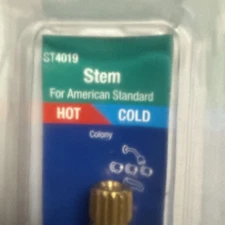 ST4019
Stem
For American Standard
HOT COLD
Colony